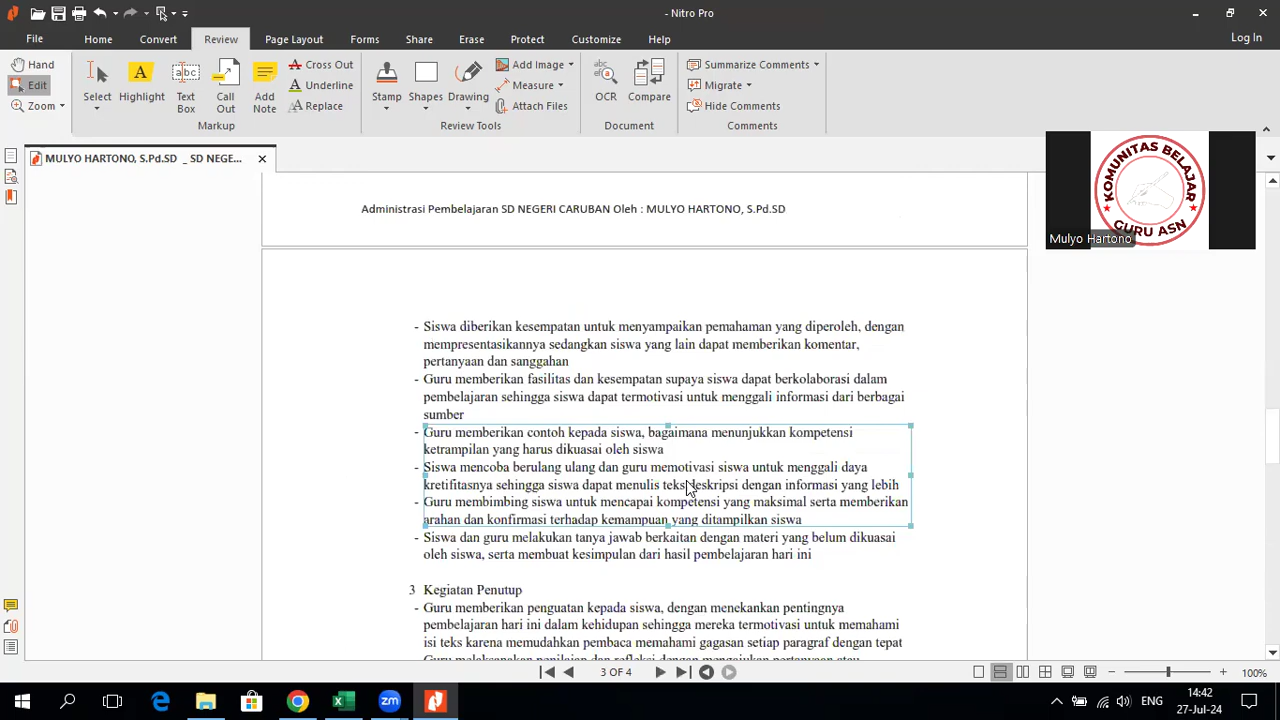 - Nitro Pro
File Home Convert Review Page Layout Forms Share Erase Protect Customize Help Log In
Hand
Edit
Zoom
Select
Highlight
Text Box
Call Out
Add Note
Cross Out
Underline
Replace
Markup
Stamp
Shapes
Drawing
Add Image
Measure
Attach Files
Review Tools
OCR
Compare
Document
Summarize Comments
Migrate
Hide Comments
Comments
MULYO HARTONO, S.Pd.SD _ SD NEGE...
KOMUNITAS BELAJAR
GURU ASN
Mulyo Hartono
Administrasi Pembelajaran SD NEGERI CARUBAN Oleh : MULYO HARTONO, S.Pd.SD
- Siswa diberikan kesempatan untuk menyampaikan pemahaman yang diperoleh, dengan
mempresentasikannya sedangkan siswa yang lain dapat memberikan komentar,
pertanyaan dan sanggahan
- Guru memberikan fasilitas dan kesempatan supaya siswa dapat berkolaborasi dalam
pembelajaran sehingga siswa dapat termotivasi untuk menggali informasi dari berbagai
sumber
- Guru memberikan contoh kepada siswa, bagaimana menunjukkan kompetensi
ketrampilan yang harus dikuasai oleh siswa
- Siswa mencoba berulang ulang dan guru memotivasi siswa untuk menggali daya
kretifitasnya sehingga siswa dapat menulis teks deskripsi dengan informasi yang lebih
- Guru membimbing siswa untuk mencapai kompetensi yang maksimal serta memberikan
arahan dan konfirmasi terhadap kemampuan yang ditampilkan siswa
- Siswa dan guru melakukan tanya jawab berkaitan dengan materi yang belum dikuasai
oleh siswa, serta membuat kesimpulan dari hasil pembelajaran hari ini
3 Kegiatan Penutup
- Guru memberikan penguatan kepada siswa, dengan menekankan pentingnya
pembelajaran hari ini dalam kehidupan sehingga mereka termotivasi untuk memahami
isi teks karena memudahkan pembaca memahami gagasan setiap paragraf dengan tepat
Guru melaksanakan penilaian dan refleksi dengan mengajukan pertanyaan atau
3 OF 4
100%
zm
ENG
14:42
27-Jul-24